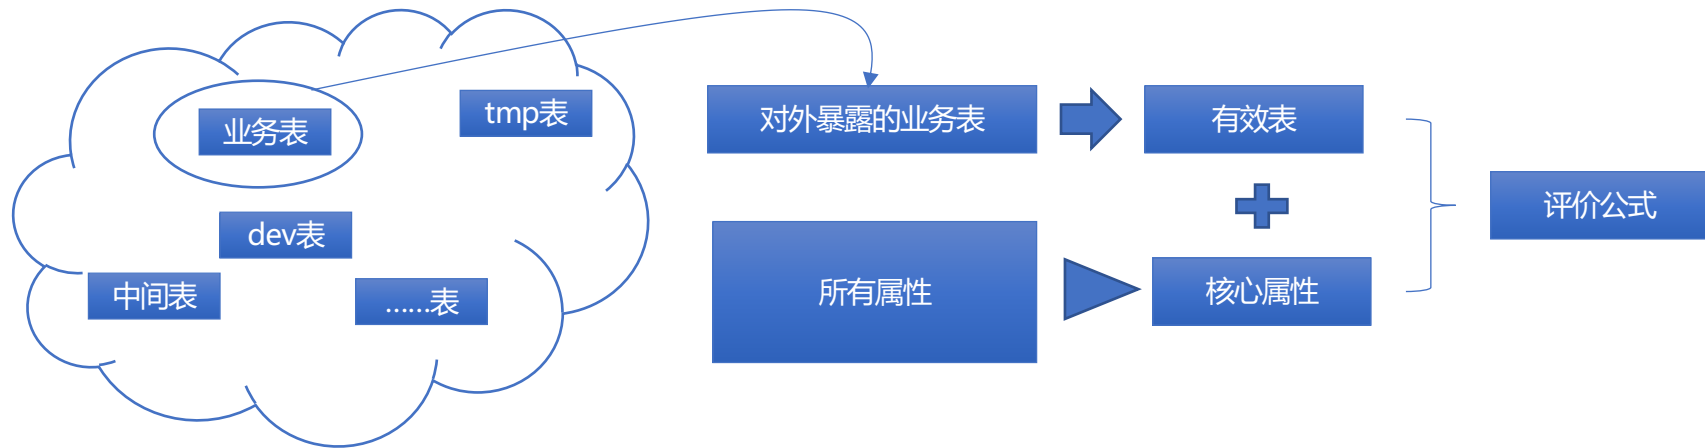 业务表
tmp表
dev表
中间表
……表
对外暴露的业务表
有效表
所有属性
核心属性
评价公式